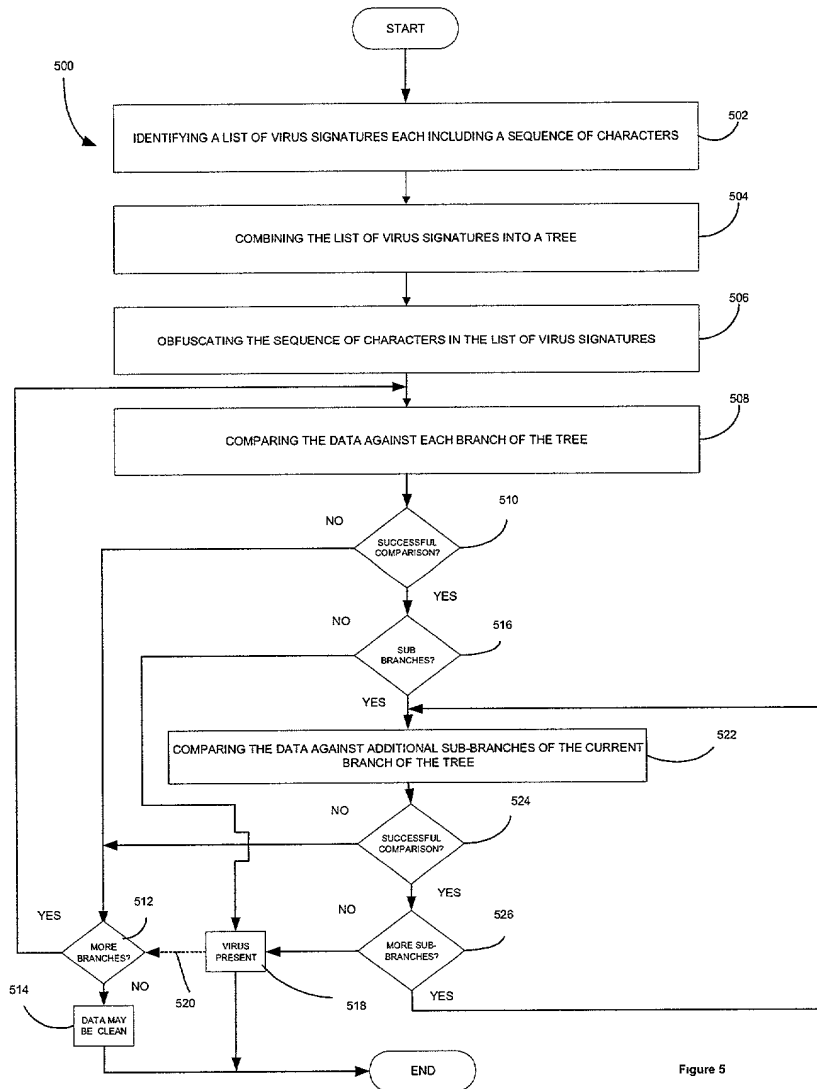 START
500
IDENTIFYING A LIST OF VIRUS SIGNATURES EACH INCLUDING A SEQUENCE OF CHARACTERS
502
504
COMBINING THE LIST OF VIRUS SIGNATURES INTO A TREE
506
OBFUSCATING THE SEQUENCE OF CHARACTERS IN THE LIST OF VIRUS SIGNATURES
508
COMPARING THE DATA AGAINST EACH BRANCH OF THE TREE
510
NO
SUCCESSFUL
COMPARISON?
YES
NO
516
SUB
BRANCHES?
YES
COMPARING THE DATA AGAINST ADDITIONAL SUB-BRANCHES OF THE CURRENT
BRANCH OF THE TREE
522
NO
524
SUCCESSFUL
COMPARISON?
YES
YES
512
NO
526
MORE
BRANCHES?
VIRUS
PRESENT
MORE SUB-
BRANCHES?
NO
520
518
YES
514
DATA MAY
BE CLEAN
END
Figure 5